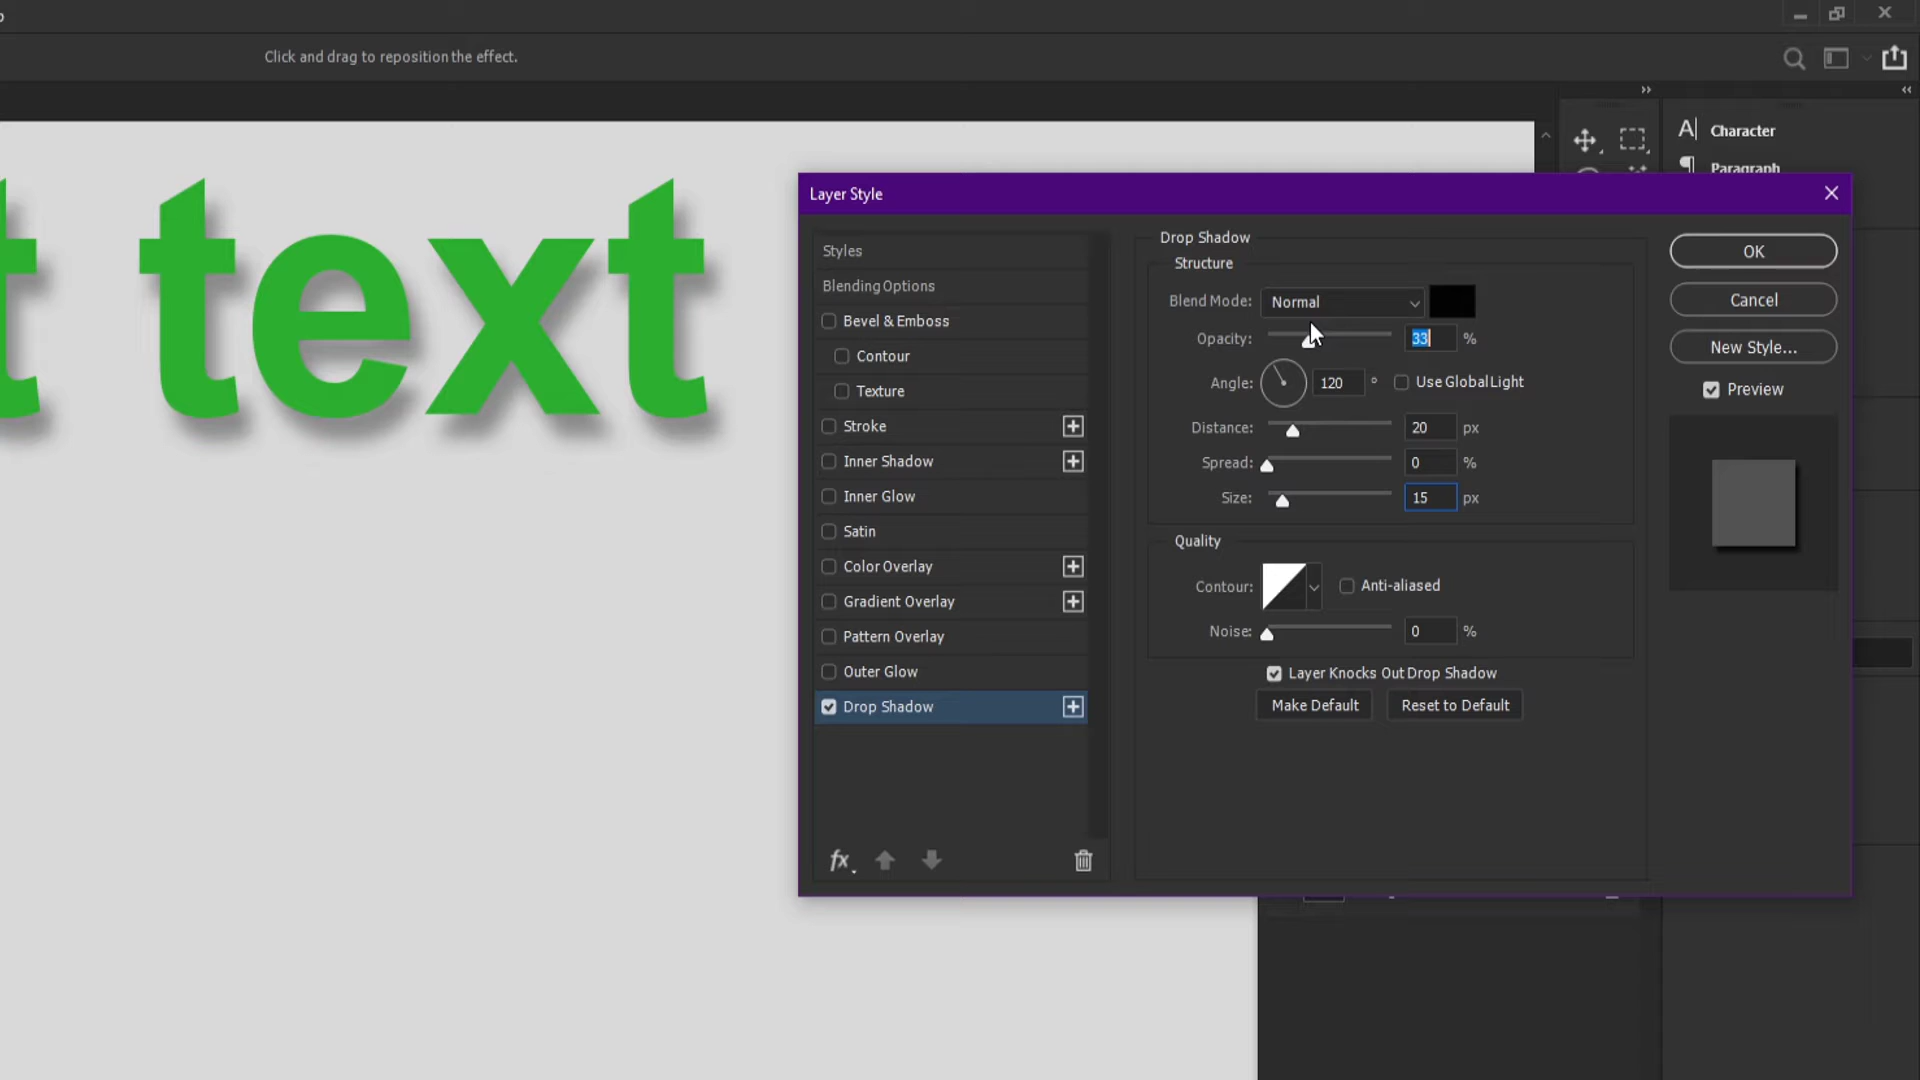 Click and drag to reposition the effect.
Character
Paragraph
t text
Layer Style
Styles
Blending Options
Bevel & Emboss
Contour
Texture
Stroke
Inner Shadow
Inner Glow
Satin
Color Overlay
Gradient Overlay
Pattern Overlay
Outer Glow
Drop Shadow
fx
Drop Shadow
Structure
Blend Mode: Normal
Opacity: 33 %
Angle: 120 ° Use Global Light
Distance: 20 px
Spread: 0 %
Size: 15 px
Quality
Contour: Anti-aliased
Noise: 0 %
Layer Knocks Out Drop Shadow
Make Default Reset to Default
OK
Cancel
New Style...
Preview